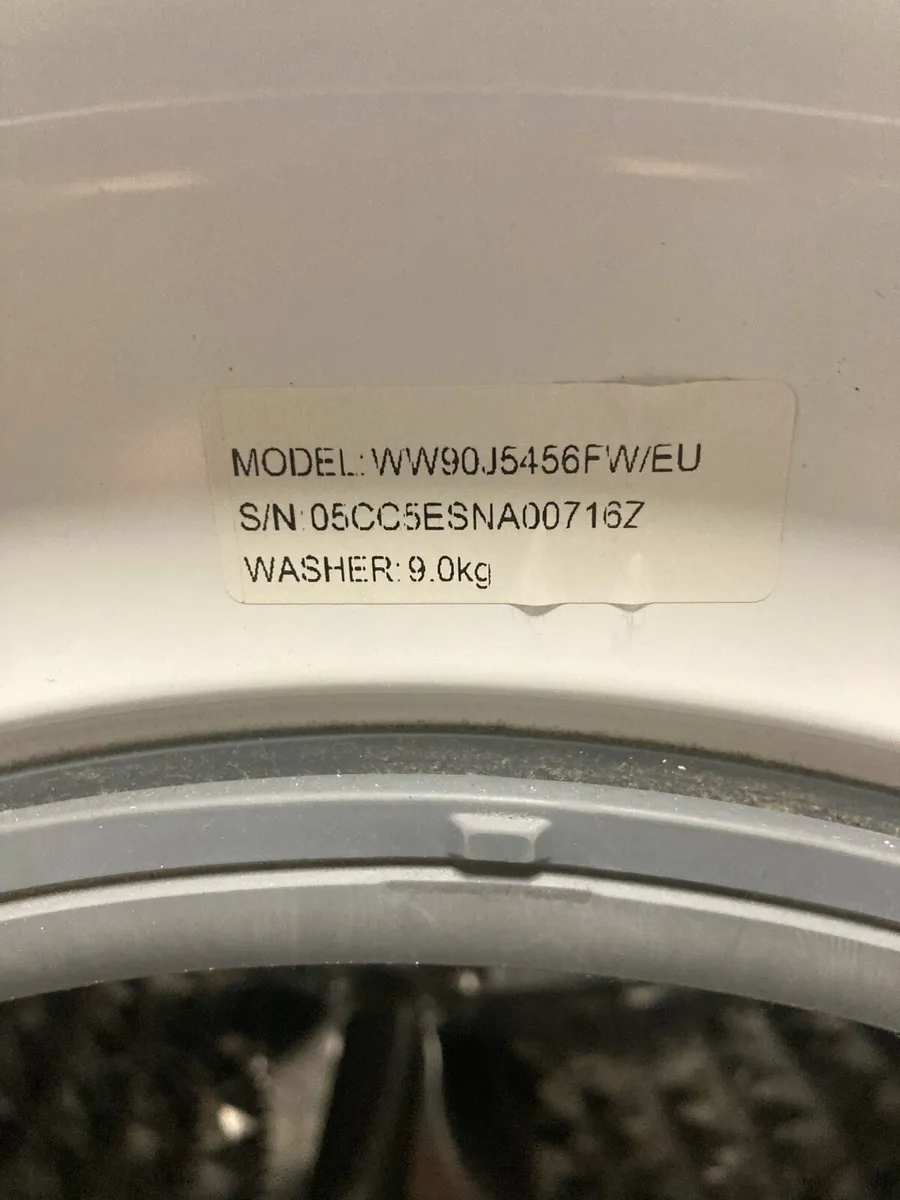 MODEL: WW90J5456FW/EU
S/N: 05CC5ESNA00716Z
WASHER: 9.0kg